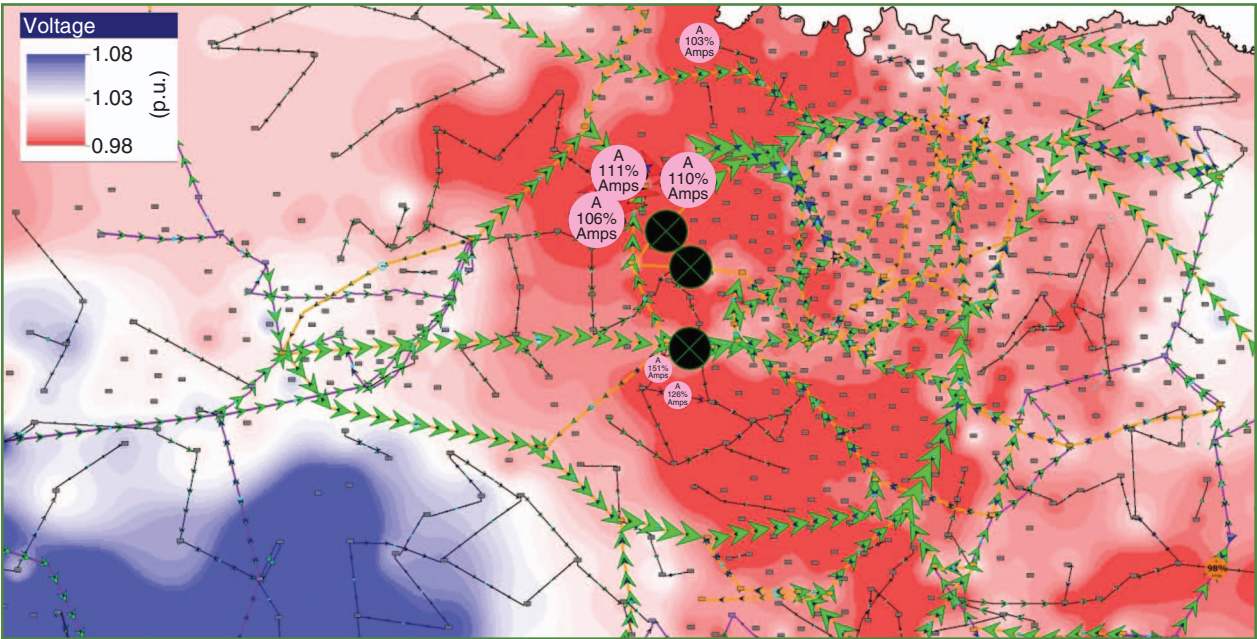 Voltage
1.08
1.03
0.98
(p.u.)
A
103%
Amps
A
111%
Amps
A
110%
Amps
A
106%
Amps
A
151%
Amps
A
126%
Amps
98%